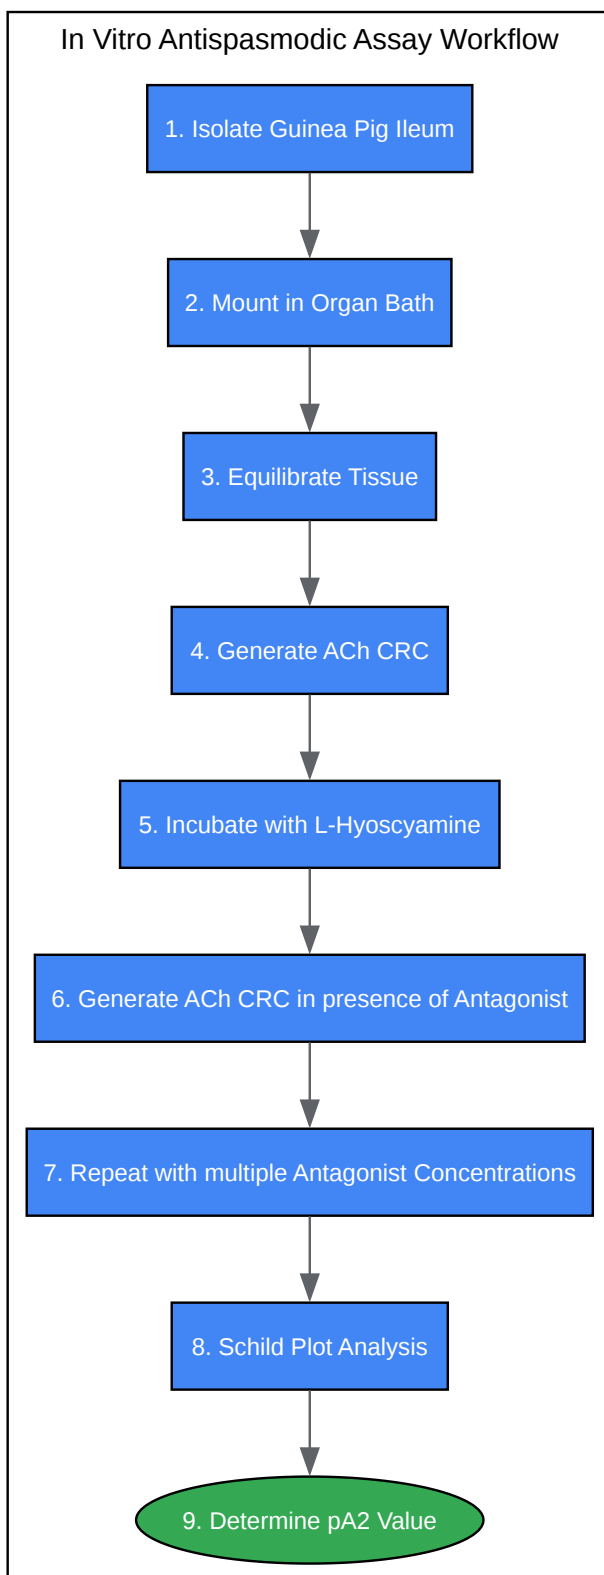 In Vitro Antispasmodic Assay Workflow
1. Isolate Guinea Pig Ileum
2. Mount in Organ Bath
3. Equilibrate Tissue
4. Generate ACh CRC
5. Incubate with L-Hyoscyamine
6. Generate ACh CRC in presence of Antagonist
7. Repeat with multiple Antagonist Concentrations
8. Schild Plot Analysis
9. Determine pA2 Value